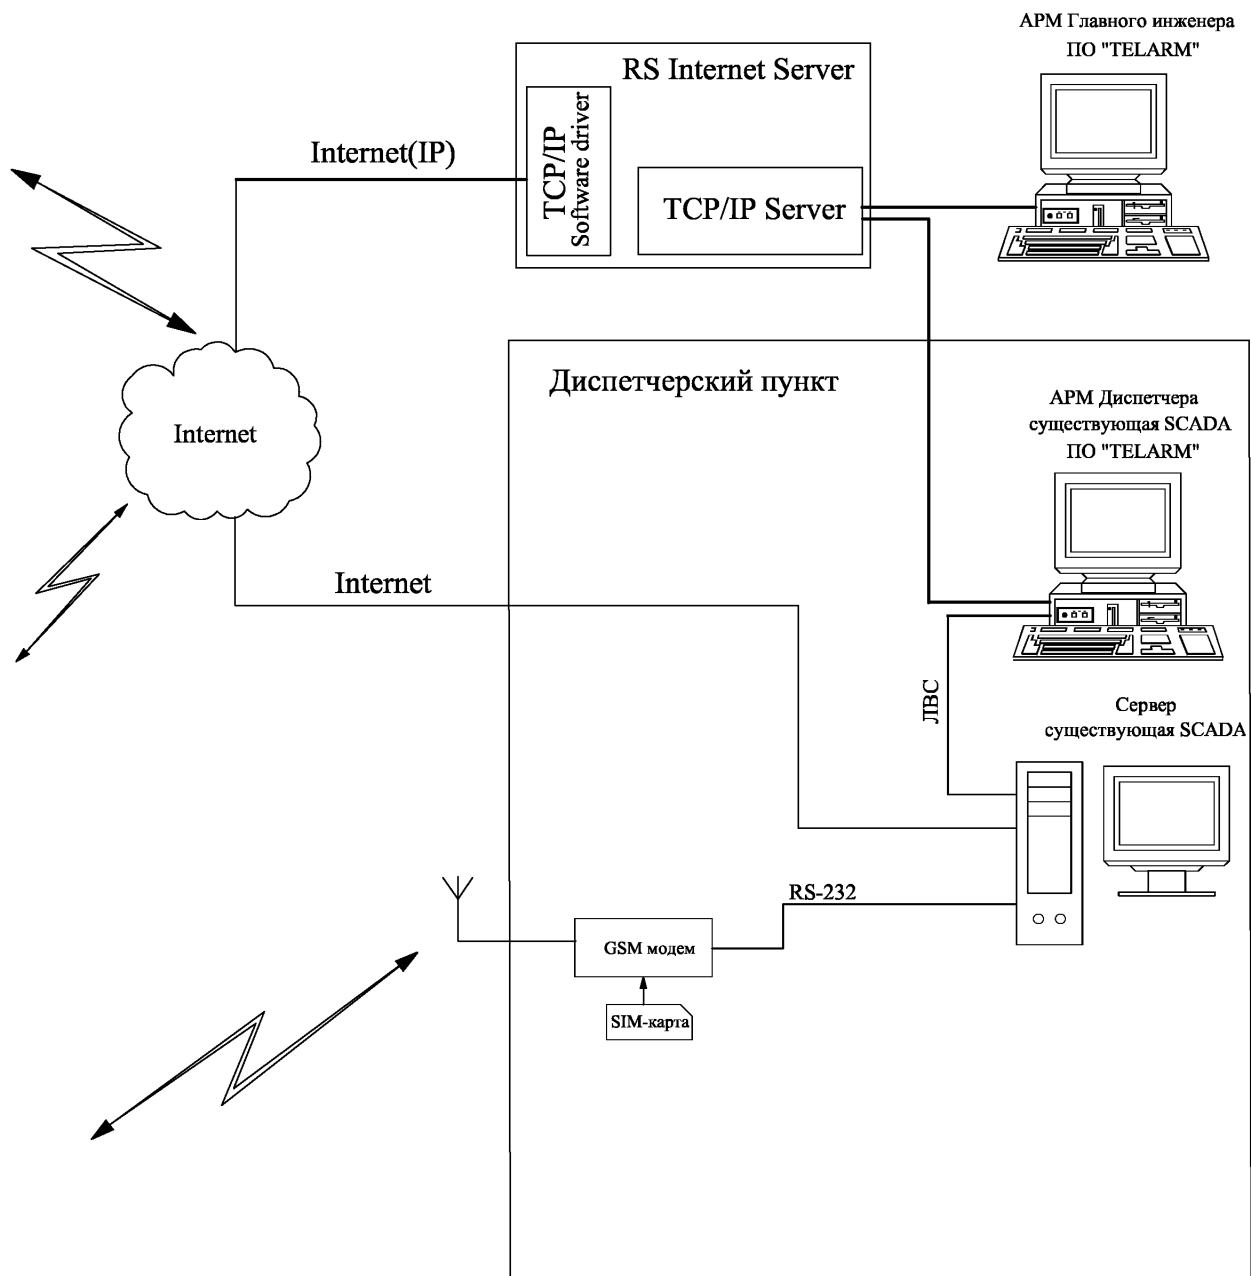 АРМ Главного инженера
ПО "TELARM"
RS Internet Server
TCP/IP
Software driver
Internet(IP)
TCP/IP Server
Диспетчерский пункт
АРМ Диспетчера
существующая SCADA
ПО "TELARM"
Internet
Internet
ЛВС
Сервер
существующая SCADA
RS-232
GSM модем
SIM-карта